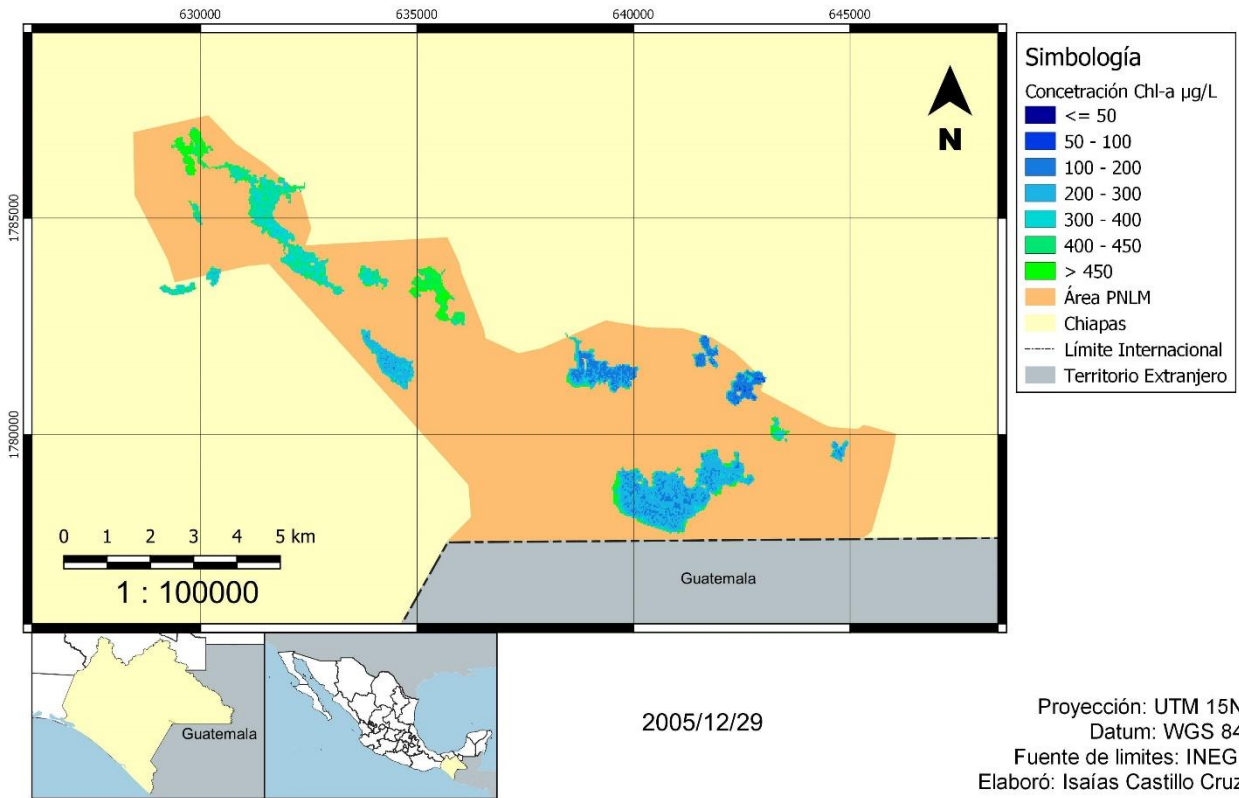 630000
635000
640000
645000
1785000
1780000
N
0 1 2 3 4 5 km
1 : 100000
Guatemala
Simbología
Concetración Chl-a µg/L
<= 50
50 - 100
100 - 200
200 - 300
300 - 400
400 - 450
> 450
Área PNLM
Chiapas
Límite Internacional
Territorio Extranjero
Guatemala
2005/12/29
Proyección: UTM 15N
Datum: WGS 84
Fuente de limites: INEG
Elaboró: Isaías Castillo Cruz